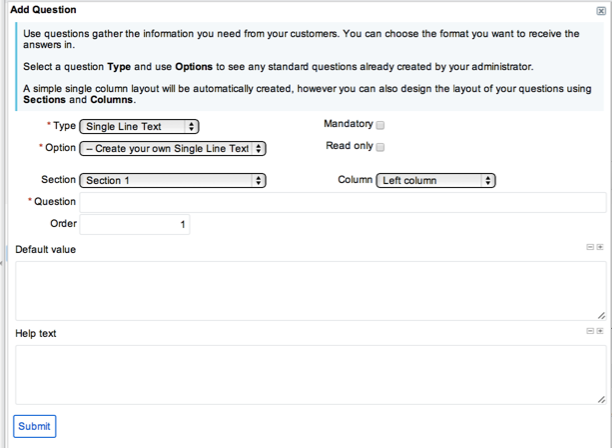 Add Question
Use questions gather the information you need from your customers. You can choose the format you want to receive the
answers in.
Select a question Type and use Options to see any standard questions already created by your administrator.
A simple single column layout will be automatically created, however you can also design the layout of your questions using
Sections and Columns.
* Type Single Line Text Mandatory
* Option -- Create your own Single Line Text Read only
Section Section 1 Column Left column
* Question
Order 1
Default value
Help text
Submit